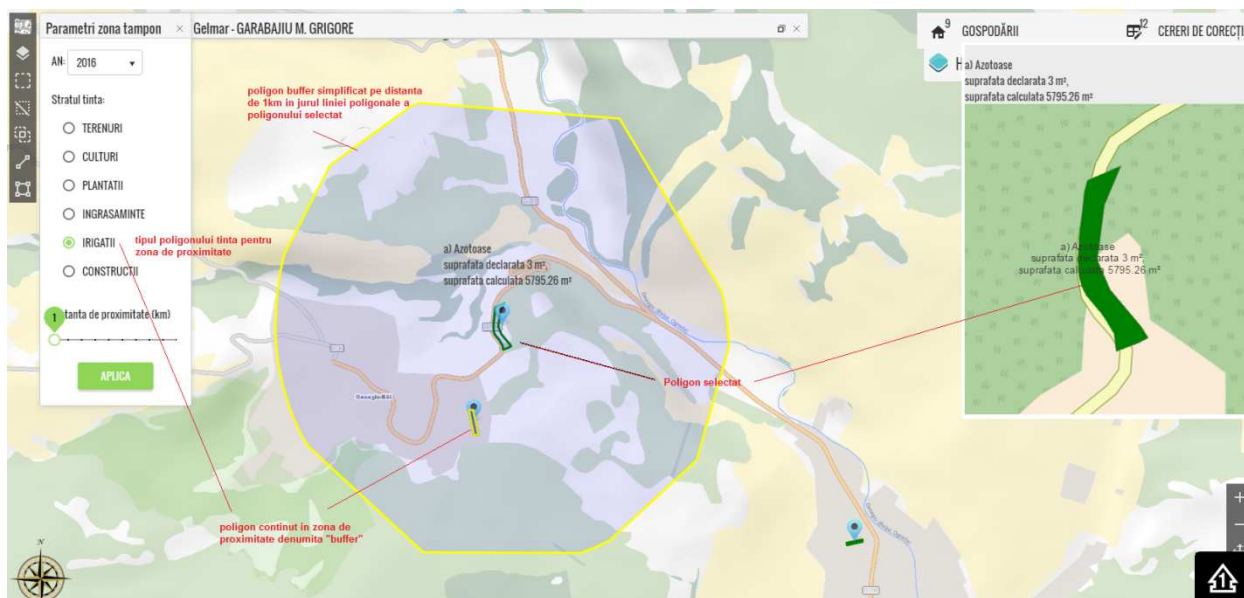 Parametri zona tampon ×
Gelmar - GARABAJIU M. GRIGORE
AN: 2016
Stratul tinta:
TERENURI
CULTURI
PLANTATII
INGRASAMINTE
IRIGATII
CONSTRUCTII
1
tanta de proximitate (km)
APLICA
poligon buffer simplificat pe distanta
de 1km in jurul liniei poligonale a
poligonului selectat
tipul poligonului tinta pentru
zona de proximitate
a) Azotoase
suprafata declarata 3 m²,
suprafata calculata 5795.26 m²
Poligon selectat
poligon continut in zona de
proximitate denumita "buffer"
9 GOSPODĂRII
12 CERERI DE CORECȚI
H
a) Azotoase
suprafata declarata 3 m²,
suprafata calculata 5795.26 m²
a) Azotoase
suprafata declarata 3 m²,
suprafata calculata 5795.26 m²
Geoagiu-Băi
N
+
−
1